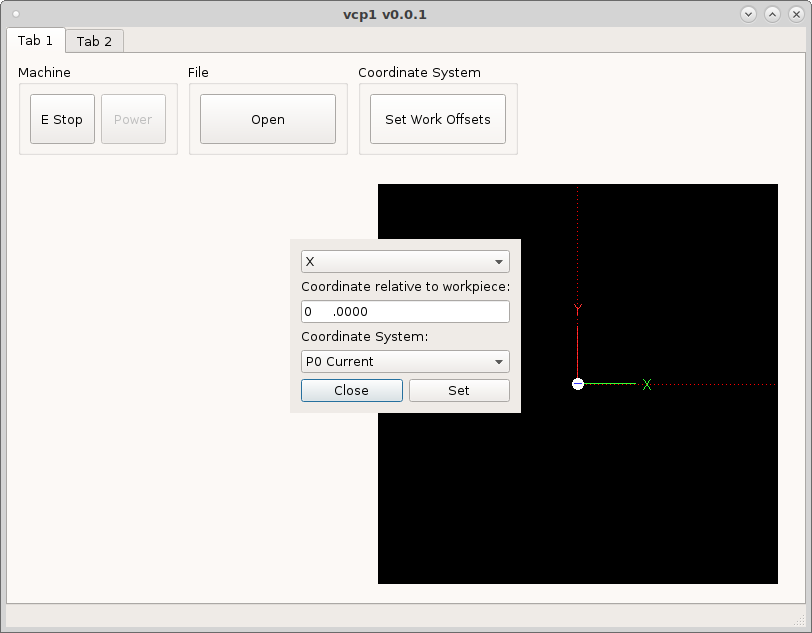 vcp1 v0.0.1
Tab 1 Tab 2
Machine File Coordinate System
E Stop Power Open Set Work Offsets
X
Coordinate relative to workpiece:
0 .0000
Coordinate System:
P0 Current
Close Set
Y
X